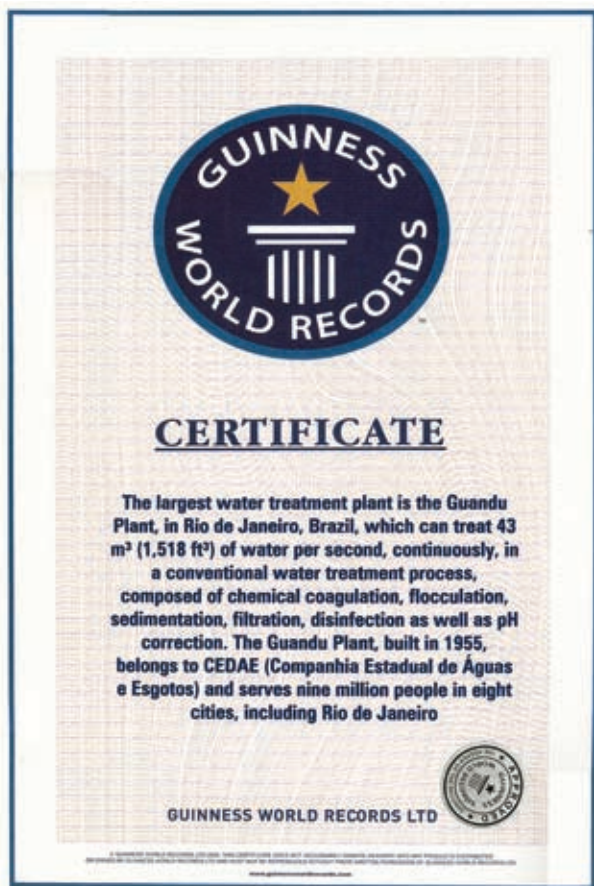 GUINNESS
WORLD RECORDS
CERTIFICATE
The largest water treatment plant is the Guandu
Plant, in Rio de Janeiro, Brazil, which can treat 43
m³ (1,518 ft³) of water per second, continuously, in
a conventional water treatment process,
composed of chemical coagulation, flocculation,
sedimentation, filtration, disinfection as well as pH
correction. The Guandu Plant, built in 1955,
belongs to CEDAE (Companhia Estadual de Águas
e Esgotos) and serves nine million people in eight
cities, including Rio de Janeiro
APPROVED
GUINNESS WORLD RECORDS LTD
www.guinnessworldrecords.com